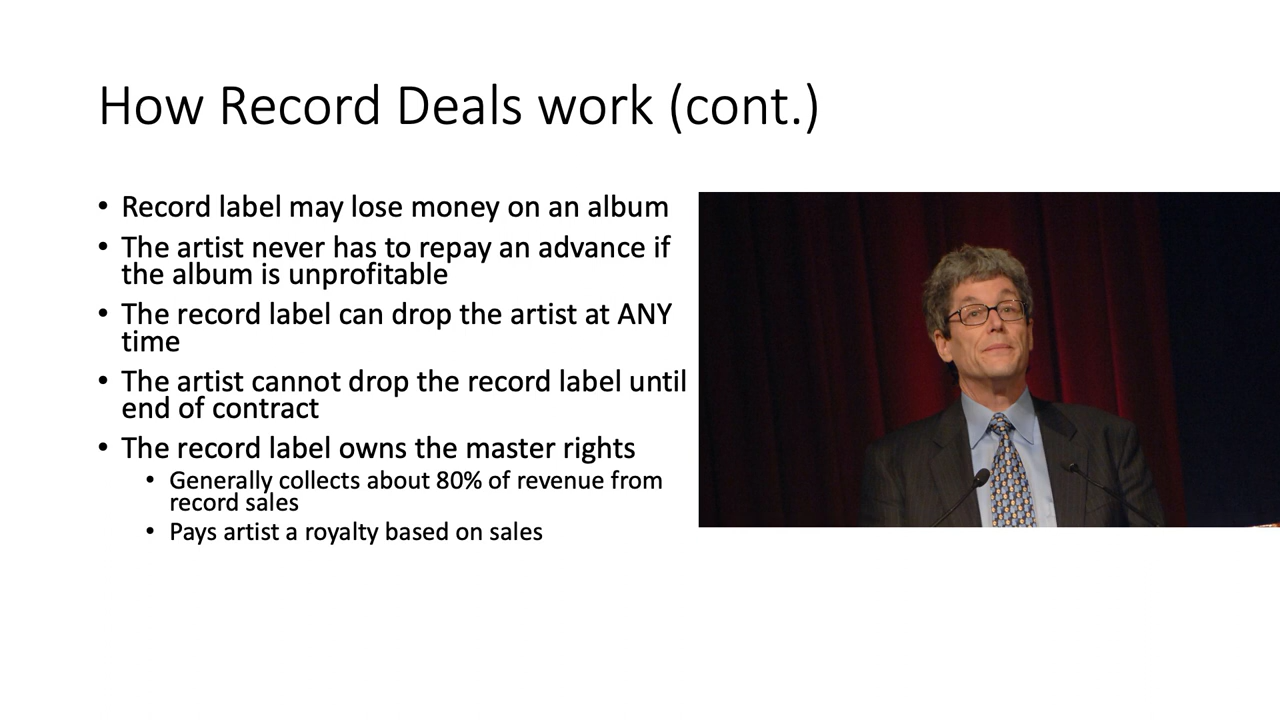 How Record Deals work (cont.)
• Record label may lose money on an album
• The artist never has to repay an advance if
the album is unprofitable
• The record label can drop the artist at ANY
time
• The artist cannot drop the record label until
end of contract
• The record label owns the master rights
• Generally collects about 80% of revenue from
record sales
• Pays artist a royalty based on sales